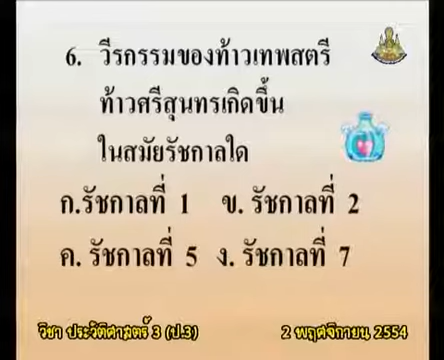 6. วีรกรรมของท้าวเทพสตรี
ท้าวศรีสุนทรเกิดขึ้น
ในสมัยรัชกาลใด
ก.รัชกาลที่ 1 ข. รัชกาลที่ 2
ค. รัชกาลที่ 5 ง. รัชกาลที่ 7
วิชา ประวัติศาสตร์ 3 (ป.3) 2 พฤศจิกายน 2554